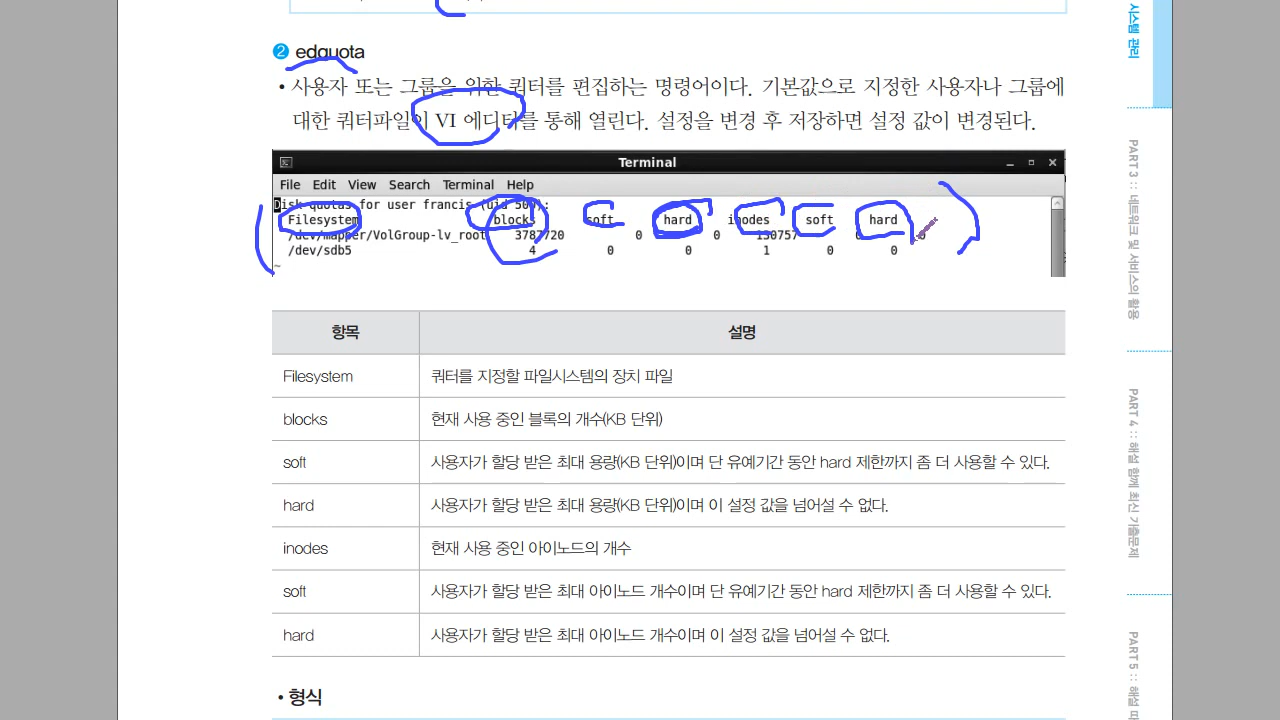 시스템 관리
② edquota
• 사용자 또는 그룹은 위한 쿼터를 편집하는 명령어이다. 기본값으로 지정한 사용자나 그룹에
대한 쿼터파일이 VI 에디터를 통해 열린다. 설정을 변경 후 저장하면 설정 값이 변경된다.
Terminal
File Edit View Search Terminal Help
Disk quotas for user francis
Filesystem blocks soft hard inodes soft hard
/dev/mapper/VolGroup-lv_root 0 0 0
/dev/sdb5 4 0 0 1 0 0
~
항목 설명
Filesystem 쿼터를 지정할 파일시스템의 장치 파일
blocks 현재 사용 중인 블록의 개수(KB 단위)
soft 사용자가 할당 받은 최대 용량(KB 단위)이며 단 유예기간 동안 hard 제한까지 좀 더 사용할 수 있다.
hard 사용자가 할당 받은 최대 용량(KB 단위)이며 이 설정 값을 넘어설 수 없다.
inodes 현재 사용 중인 아이노드의 개수
soft 사용자가 할당 받은 최대 아이노드 개수이며 단 유예기간 동안 hard 제한까지 좀 더 사용할 수 있다.
hard 사용자가 할당 받은 최대 아이노드 개수이며 이 설정 값을 넘어설 수 없다.
• 형식
PART 3 :: 네트워크 및 서비스의 활용
PART 4 :: 해설 함께 최신 기출문제
PART 5 :: 해설